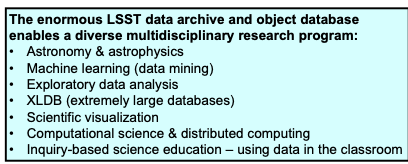 The enormous LSST data archive and object database
enables a diverse multidisciplinary research program:
• Astronomy & astrophysics
• Machine learning (data mining)
• Exploratory data analysis
• XLDB (extremely large databases)
• Scientific visualization
• Computational science & distributed computing
• Inquiry-based science education – using data in the classroom